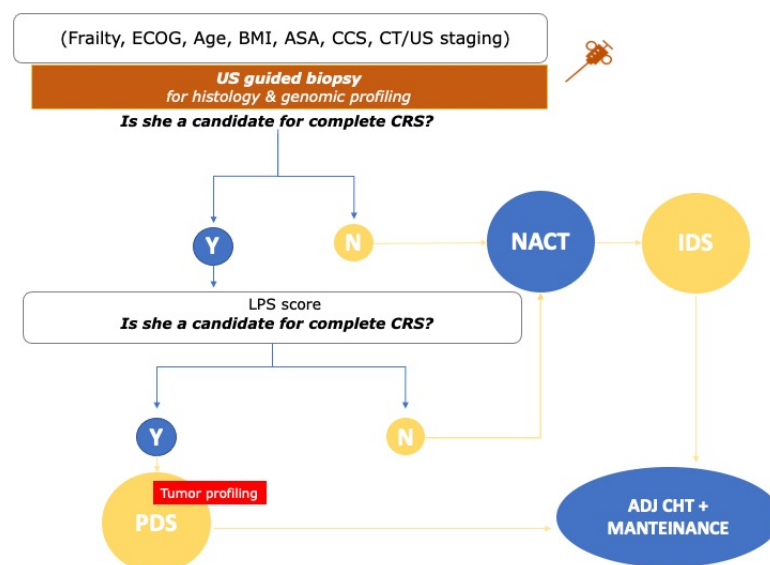 (Frailty, ECOG, Age, BMI, ASA, CCS, CT/US staging)
US guided biopsy
for histology & genomic profiling
Is she a candidate for complete CRS?
Y
N
NACT
IDS
LPS score
Is she a candidate for complete CRS?
Y
N
Tumor profiling
PDS
ADJ CHT +
MANTEINANCE